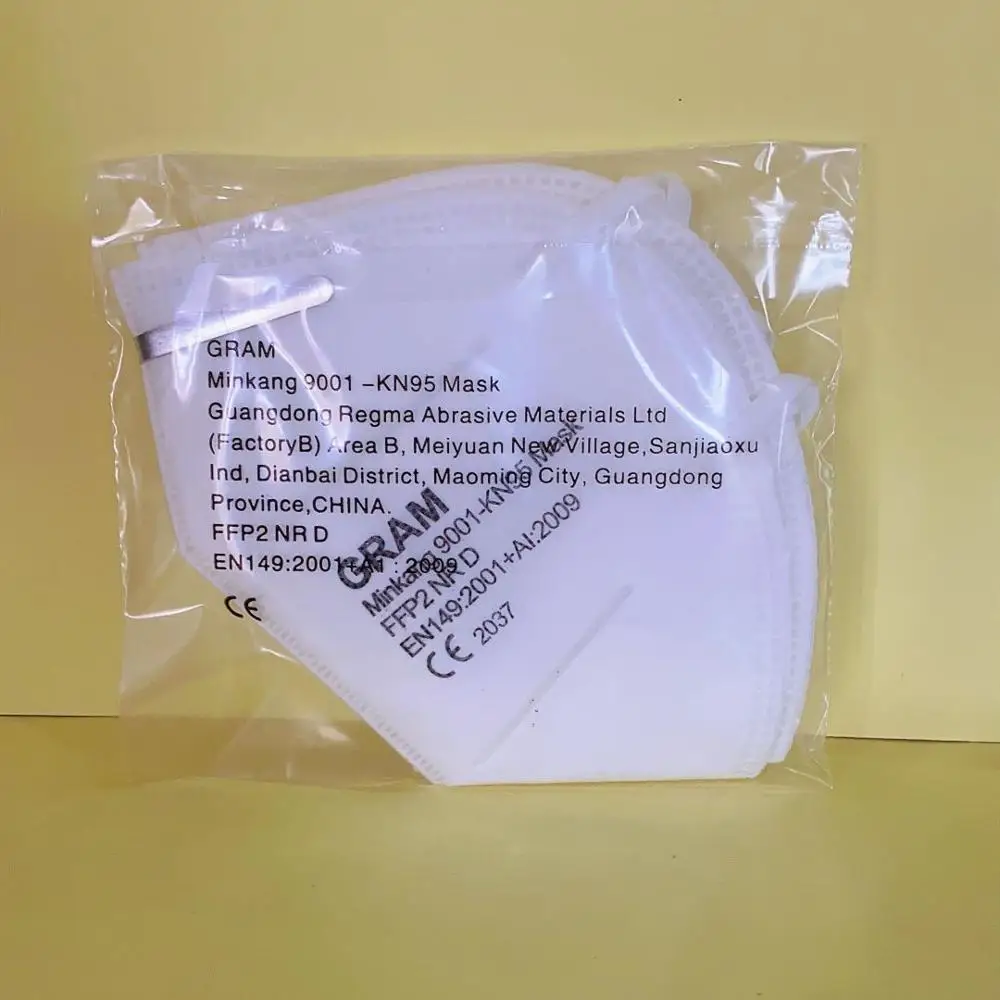 GRAM
Minkang 9001 -KN95 Mask
Guangdong Regma Abrasive Materials Ltd
(FactoryB) Area B, Meiyuan New Village,Sanjiaoxu
Ind, Dianbai District, Maoming City, Guangdong
Province,CHINA.
FFP2 NR D
EN149:2001+A1 : 2009
CE
GRAM
Minkang 9001-KN95 Mask
FFP2 NR D
EN149:2001+AI:2009
CE 2037